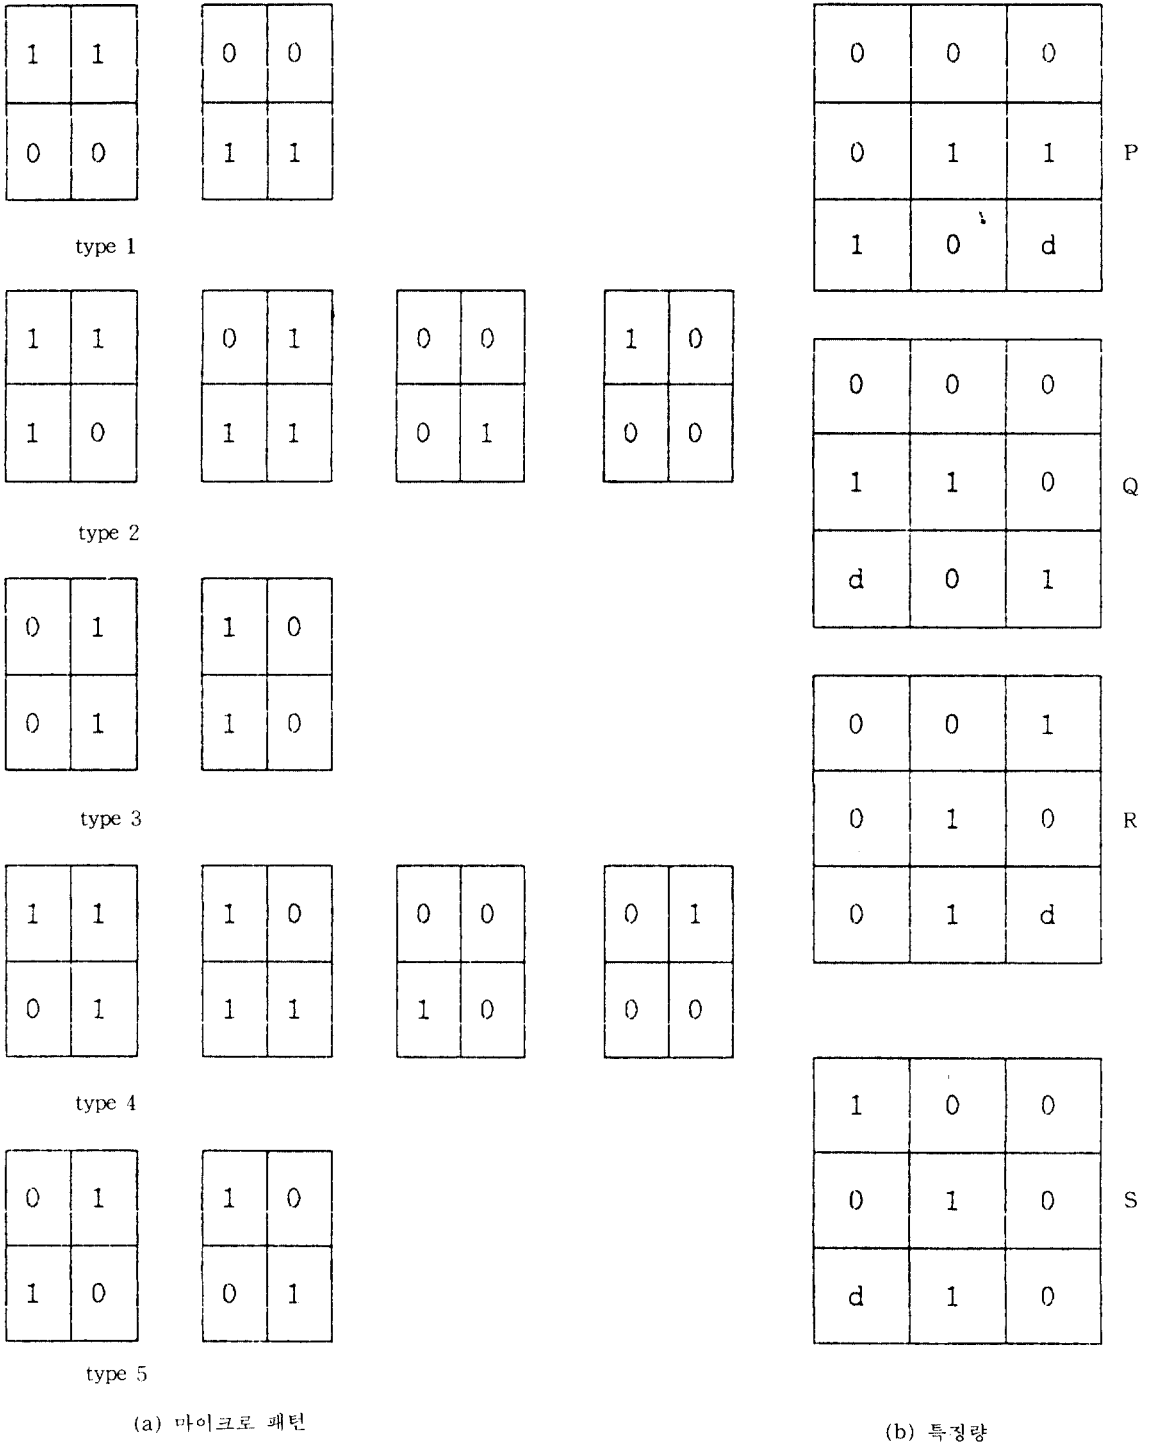 1 1 0 0
0 0 1 1
type 1
1 1 0 1 0 0 1 0
1 0 1 1 0 1 0 0
type 2
0 1 1 0
0 1 1 0
type 3
1 1 1 0 0 0 0 1
0 1 1 1 1 0 0 0
type 4
0 1 1 0
1 0 0 1
type 5
(a) 마이크로 패턴
0 0 0
0 1 1 P
1 0 d
0 0 0
1 1 0 Q
d 0 1
0 0 1
0 1 0 R
0 1 d
1 0 0
0 1 0 S
d 1 0
(b) 특징량